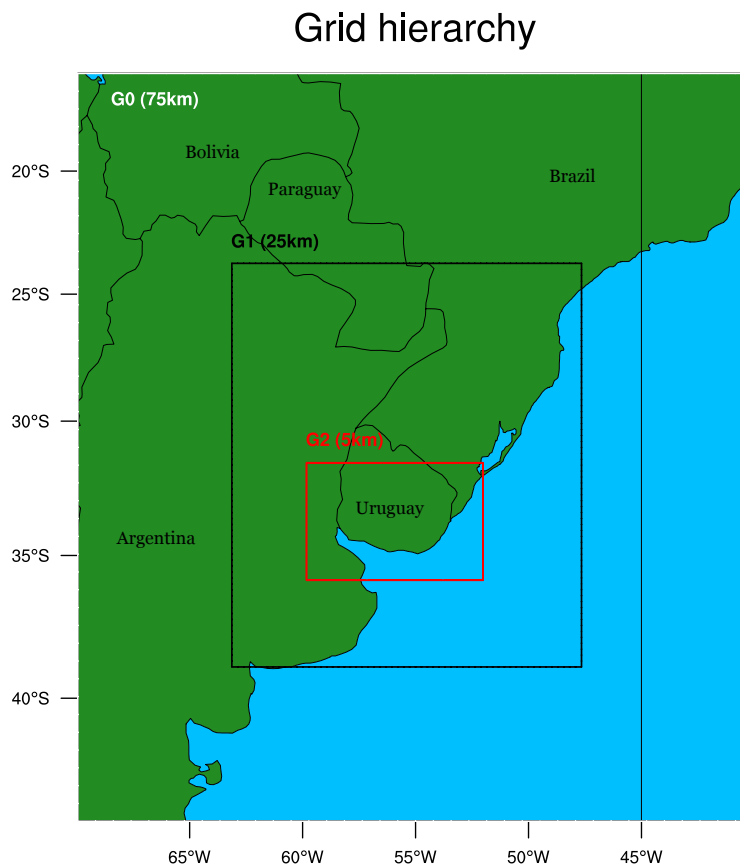 Grid hierarchy
G0 (75km)
Bolivia
20°S
Paraguay
Brazil
G1 (25km)
25°S
30°S
G2 (5km)
Uruguay
Argentina
35°S
40°S
65°W
60°W
55°W
50°W
45°W